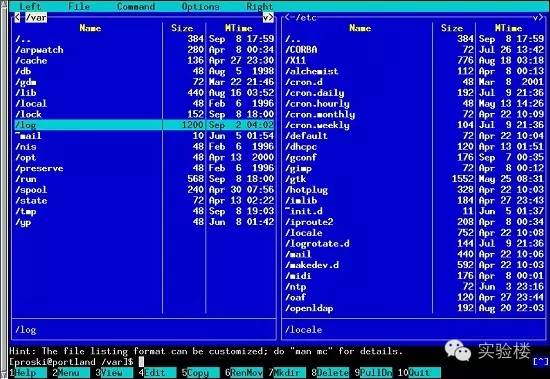 Left File Command Options Right
<-/var v> <-/etc v>
Name Size MTime Name Size MTime
/.. 384 Sep 8 17:59 /.. 384 Sep 8 17:59
/arpwatch 280 Apr 8 00:34 /CORBA 72 Jul 26 13:42
/cache 136 Apr 27 23:30 /X11 776 Aug 18 03:18
/db 48 Aug 5 1998 /alchemist 112 Apr 8 00:13
/gdm 72 Mar 22 21:46 /cron.d 48 Mar 8 2001
/lib 440 Aug 16 03:52 /cron.daily 192 Jul 9 21:36
/local 48 Feb 6 1996 /cron.hourly 48 May 13 14:26
/lock 152 Sep 8 18:00 /cron.monthly 72 Apr 22 10:03
/log 1200 Sep 2 04:02 /cron.weekly 104 Jul 9 21:36
~mail 10 Jun 5 01:54 /default 72 Apr 22 10:04
/nis 48 Feb 6 1996 /dhcpc 120 Apr 13 01:51
/opt 48 Apr 13 2000 /gconf 176 Sep 7 00:35
/preserve 48 Feb 6 1996 /gimp 72 Apr 8 00:12
/run 568 Sep 8 18:00 /gtk 1552 May 25 08:31
/spool 240 Apr 30 07:56 /hotplug 328 Apr 22 10:03
/state 72 Apr 13 02:22 /imlib 184 Apr 27 23:43
/tmp 48 Sep 8 19:03 ~init.d 11 Jun 5 01:37
/yp 48 Jun 8 01:42 /iproute2 208 Apr 8 00:34
/locale 752 Apr 22 10:08
/logrotate.d 144 Jul 9 21:36
/mail 440 Apr 22 10:06
/makedev.d 592 Apr 22 10:03
/midi 176 Apr 8 00:01
/ntp 72 Jun 3 23:16
/oaf 120 Apr 27 23:44
/openldap 192 Aug 20 22:03
/log /locale
Hint: The file listing format can be customized; do "man mc" for details.
[proski@portland /var]$ [^]
1Help 2Menu 3View 4Edit 5Copy 6RenMov 7Mkdir 8Delete 9PullDn 10Quit
实验楼